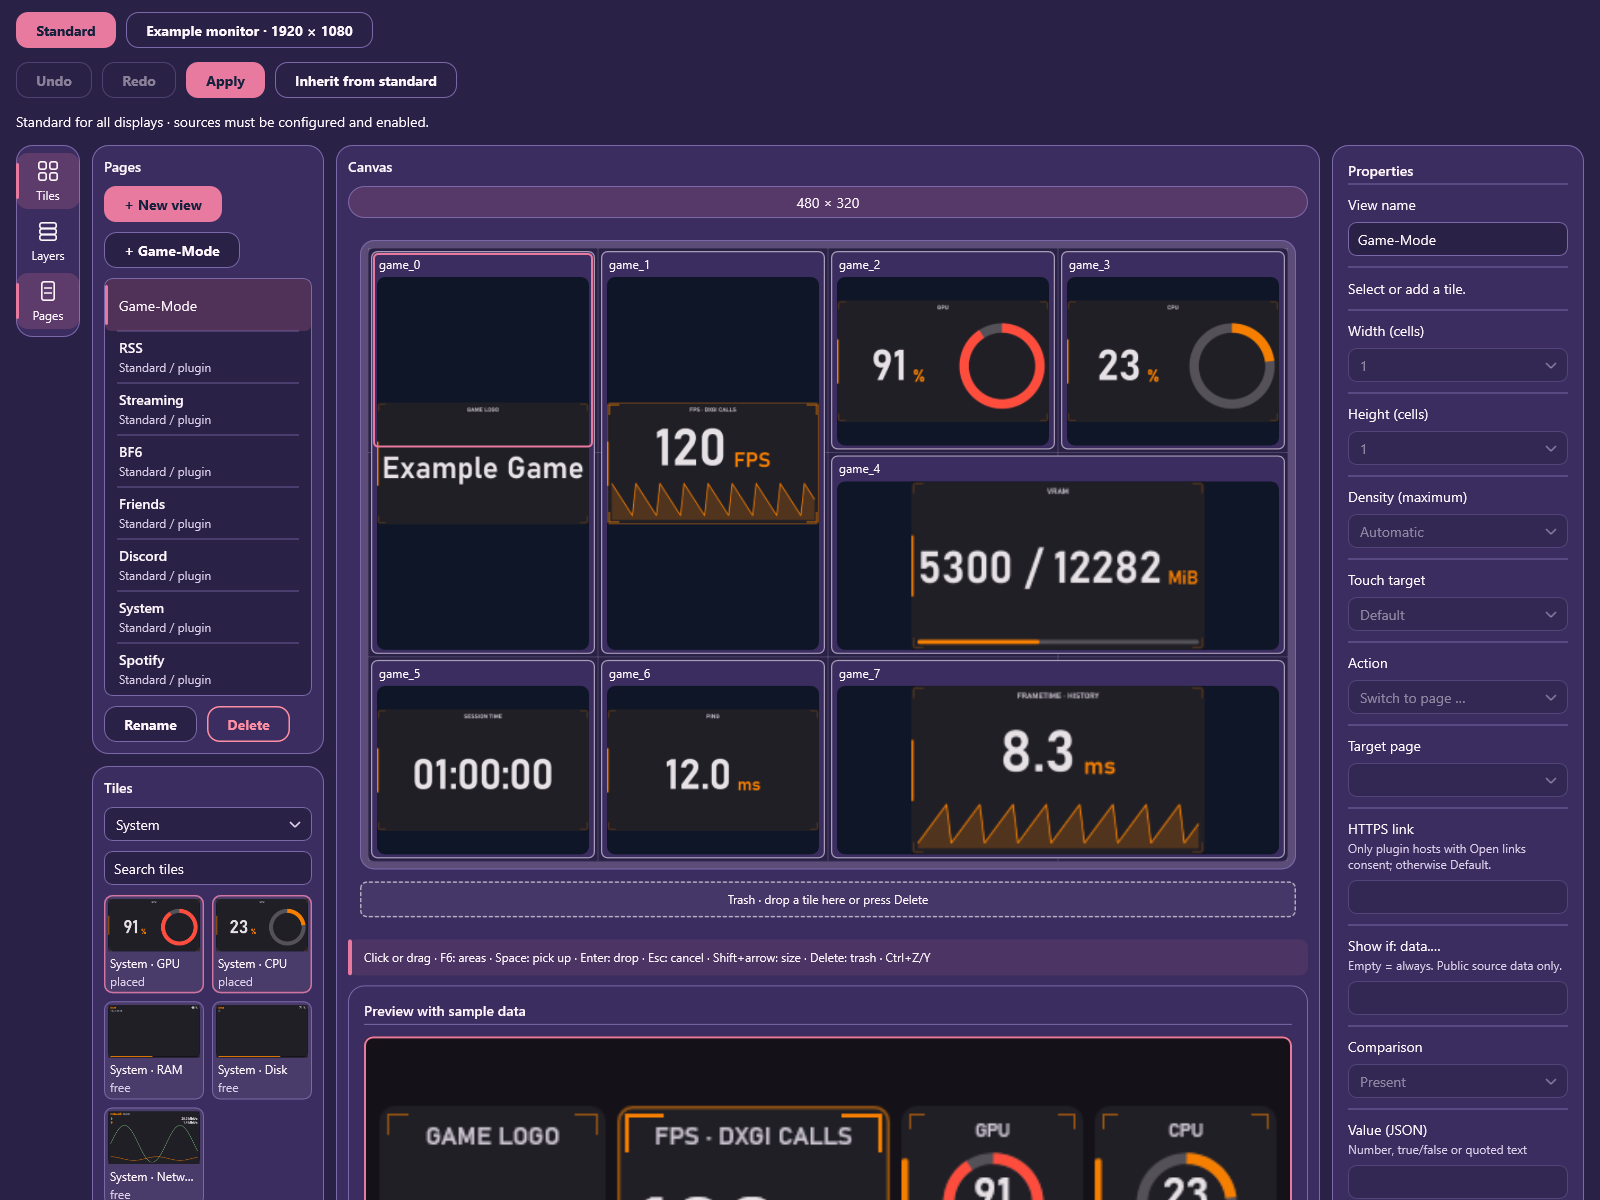 Standard
Example monitor · 1920 × 1080
Undo
Redo
Apply
Inherit from standard
Standard for all displays · sources must be configured and enabled.
Tiles
Layers
Pages
Pages
+ New view
+ Game-Mode
Game-Mode
RSS
Standard / plugin
Streaming
Standard / plugin
BF6
Standard / plugin
Friends
Standard / plugin
Discord
Standard / plugin
System
Standard / plugin
Spotify
Standard / plugin
Rename
Delete
Tiles
System
Search tiles
91 %
System · GPU
placed
23 %
System · CPU
placed
System · RAM
free
System · Disk
free
System · Netw...
free
Canvas
480 × 320
game_0
GAME LOGO
Example Game
game_1
FPS · DXGI CALLS
120 FPS
game_2
GPU
91 %
game_3
CPU
23 %
game_4
VRAM
5300 / 12282 MiB
game_5
SESSION TIME
01:00:00
game_6
PING
12.0 ms
game_7
FRAMETIME · HISTORY
8.3 ms
Trash · drop a tile here or press Delete
Click or drag · F6: areas · Space: pick up · Enter: drop · Esc: cancel · Shift+arrow: size · Delete: trash · Ctrl+Z/Y
Preview with sample data
GAME LOGO
FPS · DXGI CALLS
GPU
91
CPU
23
Properties
View name
Game-Mode
Select or add a tile.
Width (cells)
1
Height (cells)
1
Density (maximum)
Automatic
Touch target
Default
Action
Switch to page ...
Target page
HTTPS link
Only plugin hosts with Open links
consent; otherwise Default.
Show if: data....
Empty = always. Public source data only.
Comparison
Present
Value (JSON)
Number, true/false or quoted text